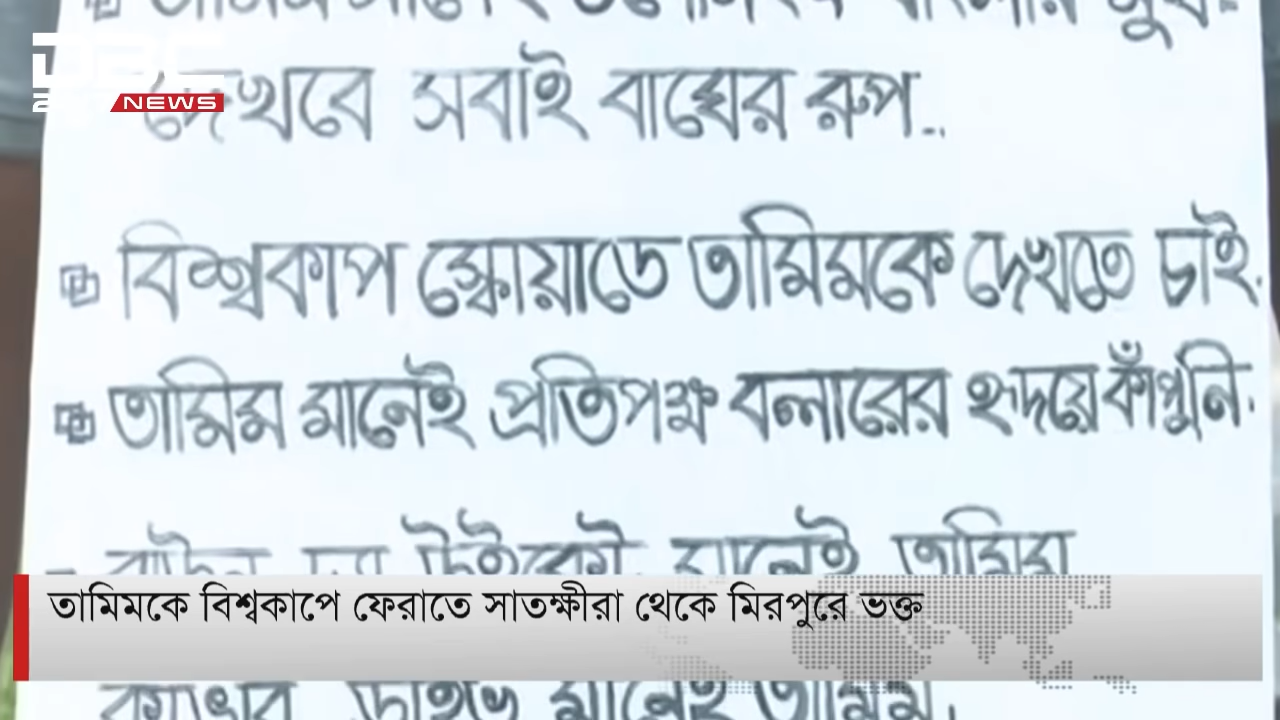 দেখবে সবাই বাঘের রুপ..
বিশ্বকাপ স্কোয়াডে তামিমকে দেখতে চাই.
তামিম মানেই প্রতিপক্ষ বলারের হৃদয়ে কাঁপুনি.
মানেই তামিম
তামিমকে বিশ্বকাপে ফেরাতে সাতক্ষীরা থেকে মিরপুরে ভক্ত
মানেই তামিম.
DBC
NEWS